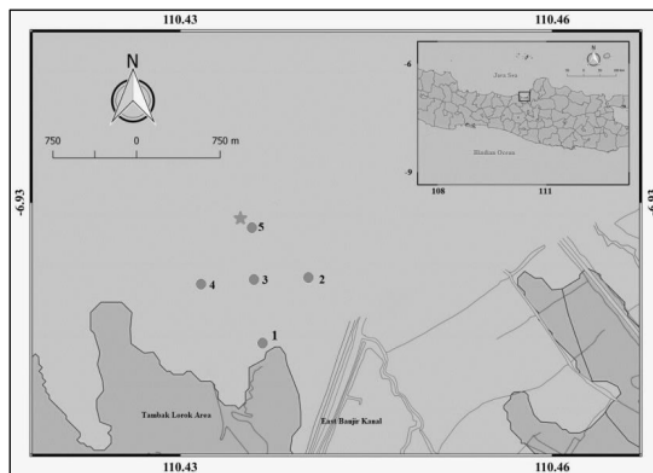 110.43
110.46
N
750
0
750 m
-6
N
Java Sea
Hindian Ocean
-9
108
111
-6.93
-6.93
5
4
3
2
1
Tambak Lorok Area
East Banjir Kanal
110.43
110.46